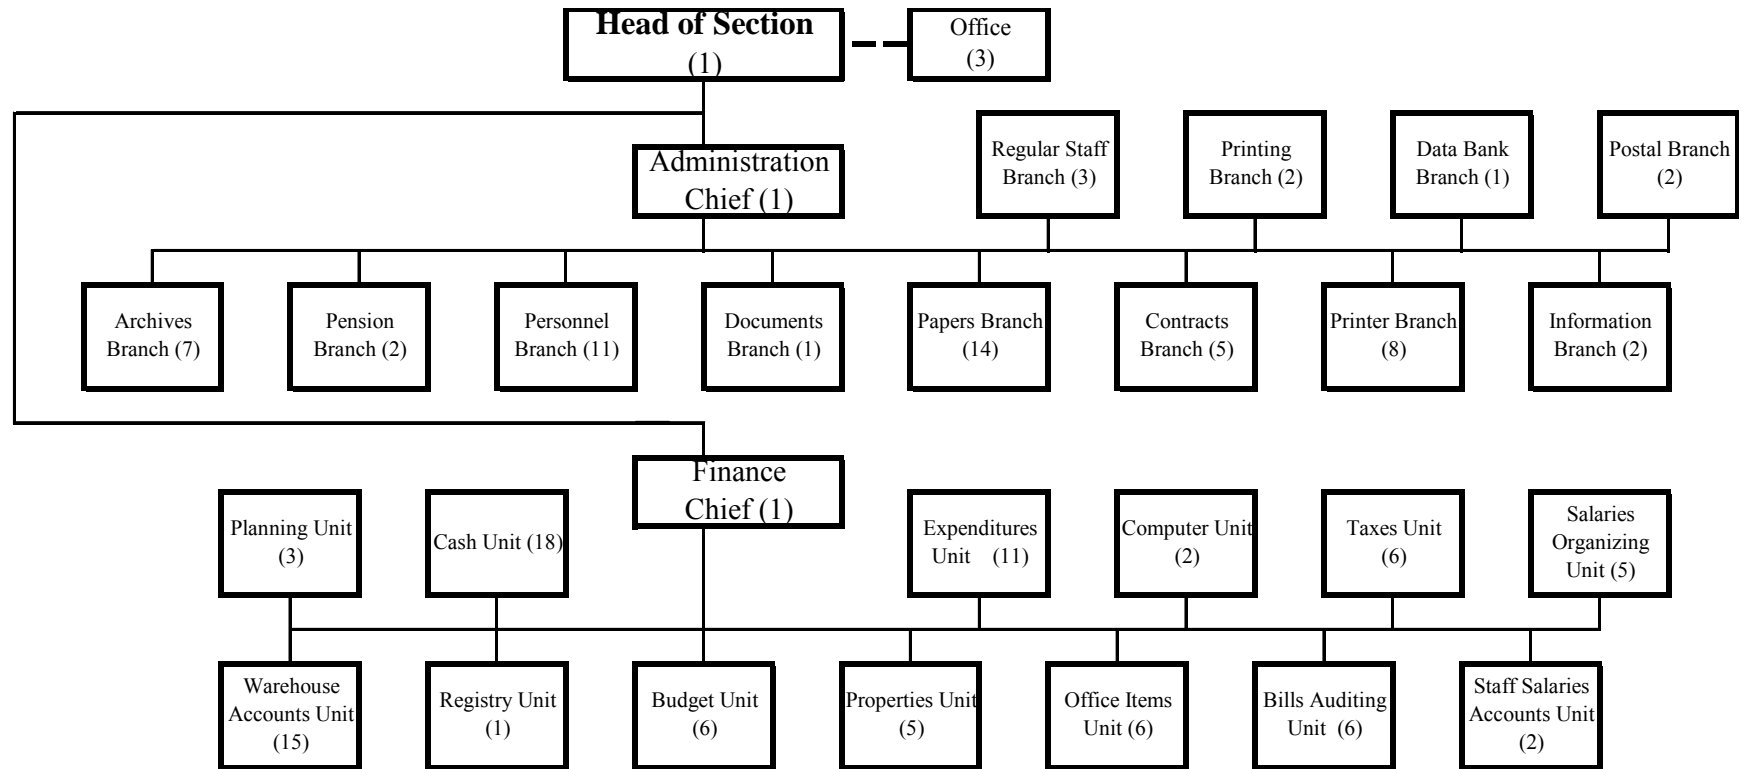 Head of Section
(1)
Office
(3)
Administration
Chief (1)
Regular Staff
Branch (3)
Printing
Branch (2)
Data Bank
Branch (1)
Postal Branch
(2)
Archives
Branch (7)
Pension
Branch (2)
Personnel
Branch (11)
Documents
Branch (1)
Papers Branch
(14)
Contracts
Branch (5)
Printer Branch
(8)
Information
Branch (2)
Finance
Chief (1)
Planning Unit
(3)
Cash Unit (18)
Expenditures
Unit (11)
Computer Unit
(2)
Taxes Unit
(6)
Salaries
Organizing
Unit (5)
Warehouse
Accounts Unit
(15)
Registry Unit
(1)
Budget Unit
(6)
Properties Unit
(5)
Office Items
Unit (6)
Bills Auditing
Unit (6)
Staff Salaries
Accounts Unit
(2)